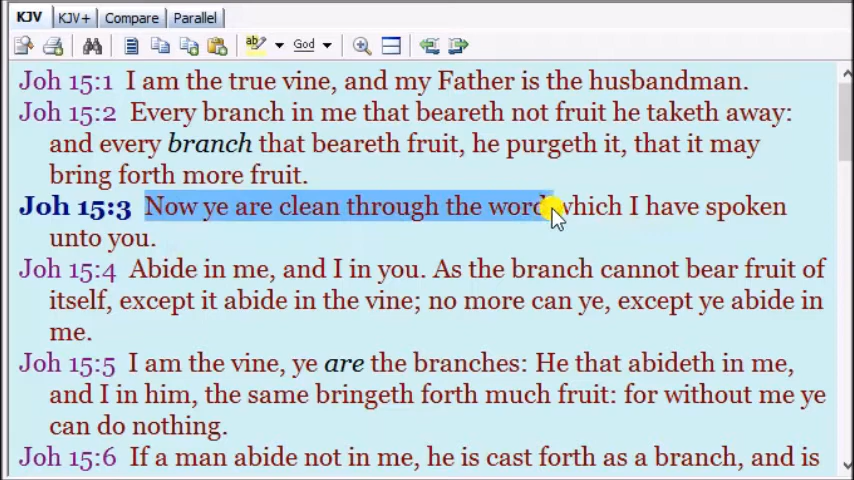 KJV KJV+ Compare Parallel
ab God
Joh 15:1 I am the true vine, and my Father is the husbandman.
Joh 15:2 Every branch in me that beareth not fruit he taketh away:
and every branch that beareth fruit, he purgeth it, that it may
bring forth more fruit.
Joh 15:3 Now ye are clean through the word which I have spoken
unto you.
Joh 15:4 Abide in me, and I in you. As the branch cannot bear fruit of
itself, except it abide in the vine; no more can ye, except ye abide in
me.
Joh 15:5 I am the vine, ye are the branches: He that abideth in me,
and I in him, the same bringeth forth much fruit: for without me ye
can do nothing.
Joh 15:6 If a man abide not in me, he is cast forth as a branch, and is